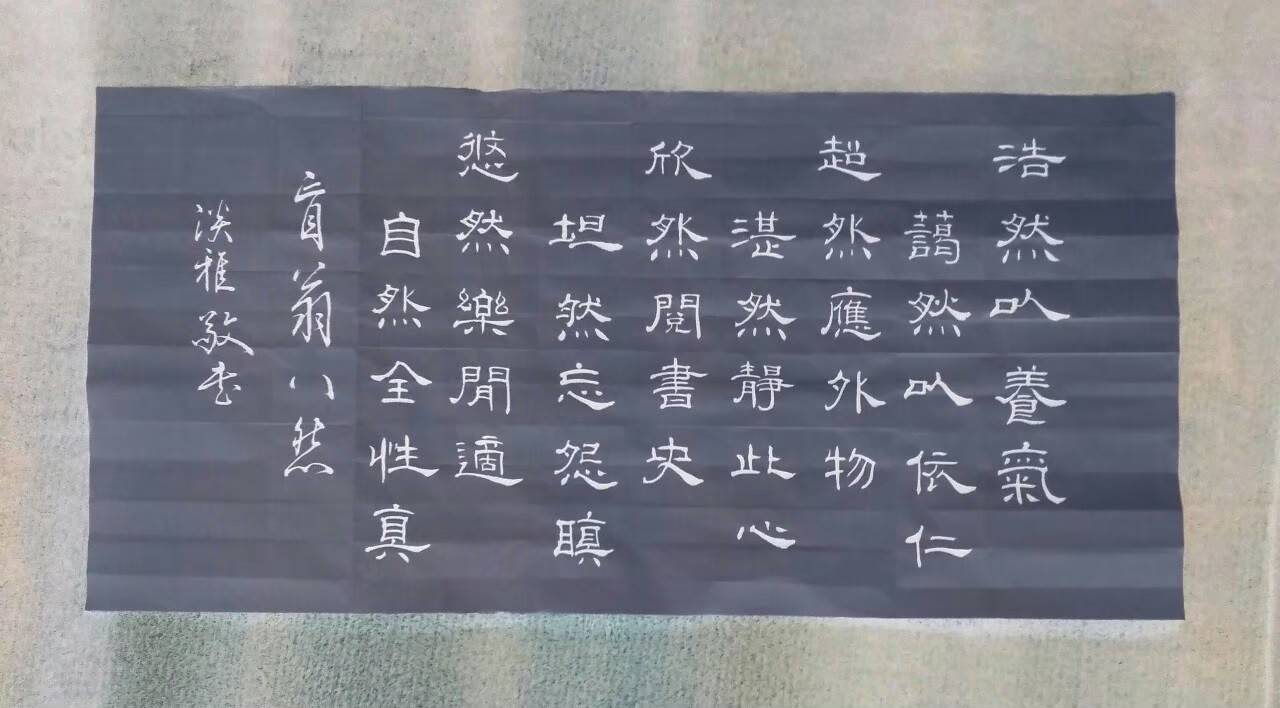 浩然以養氣
藹然以依仁
超然應外物
湛然靜此心
欣然閱書史
坦然忘怨瞋
悠然樂閒適
自然全性真
盲翁八然
淡雅敬書